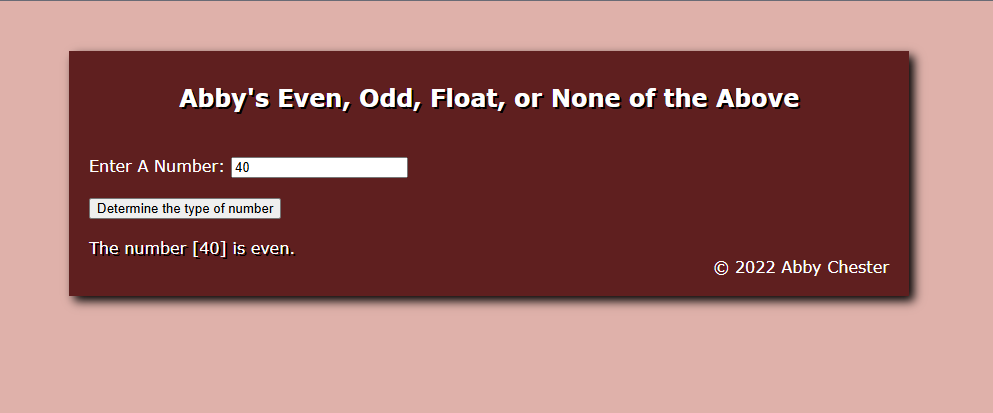 Abby's Even, Odd, Float, or None of the Above
Enter A Number: 40
Determine the type of number
The number [40] is even.
© 2022 Abby Chester